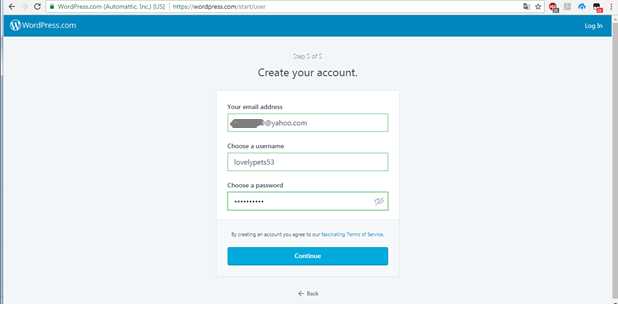 WordPress.com (Automattic, Inc.) [US] https://wordpress.com/start/user
WordPress.com Log In
Step 5 of 5
Create your account.
Your email address
@yahoo.com
Choose a username
lovelypets53
Choose a password
••••••••••
By creating an account you agree to our fascinating Terms of Service.
Continue
← Back